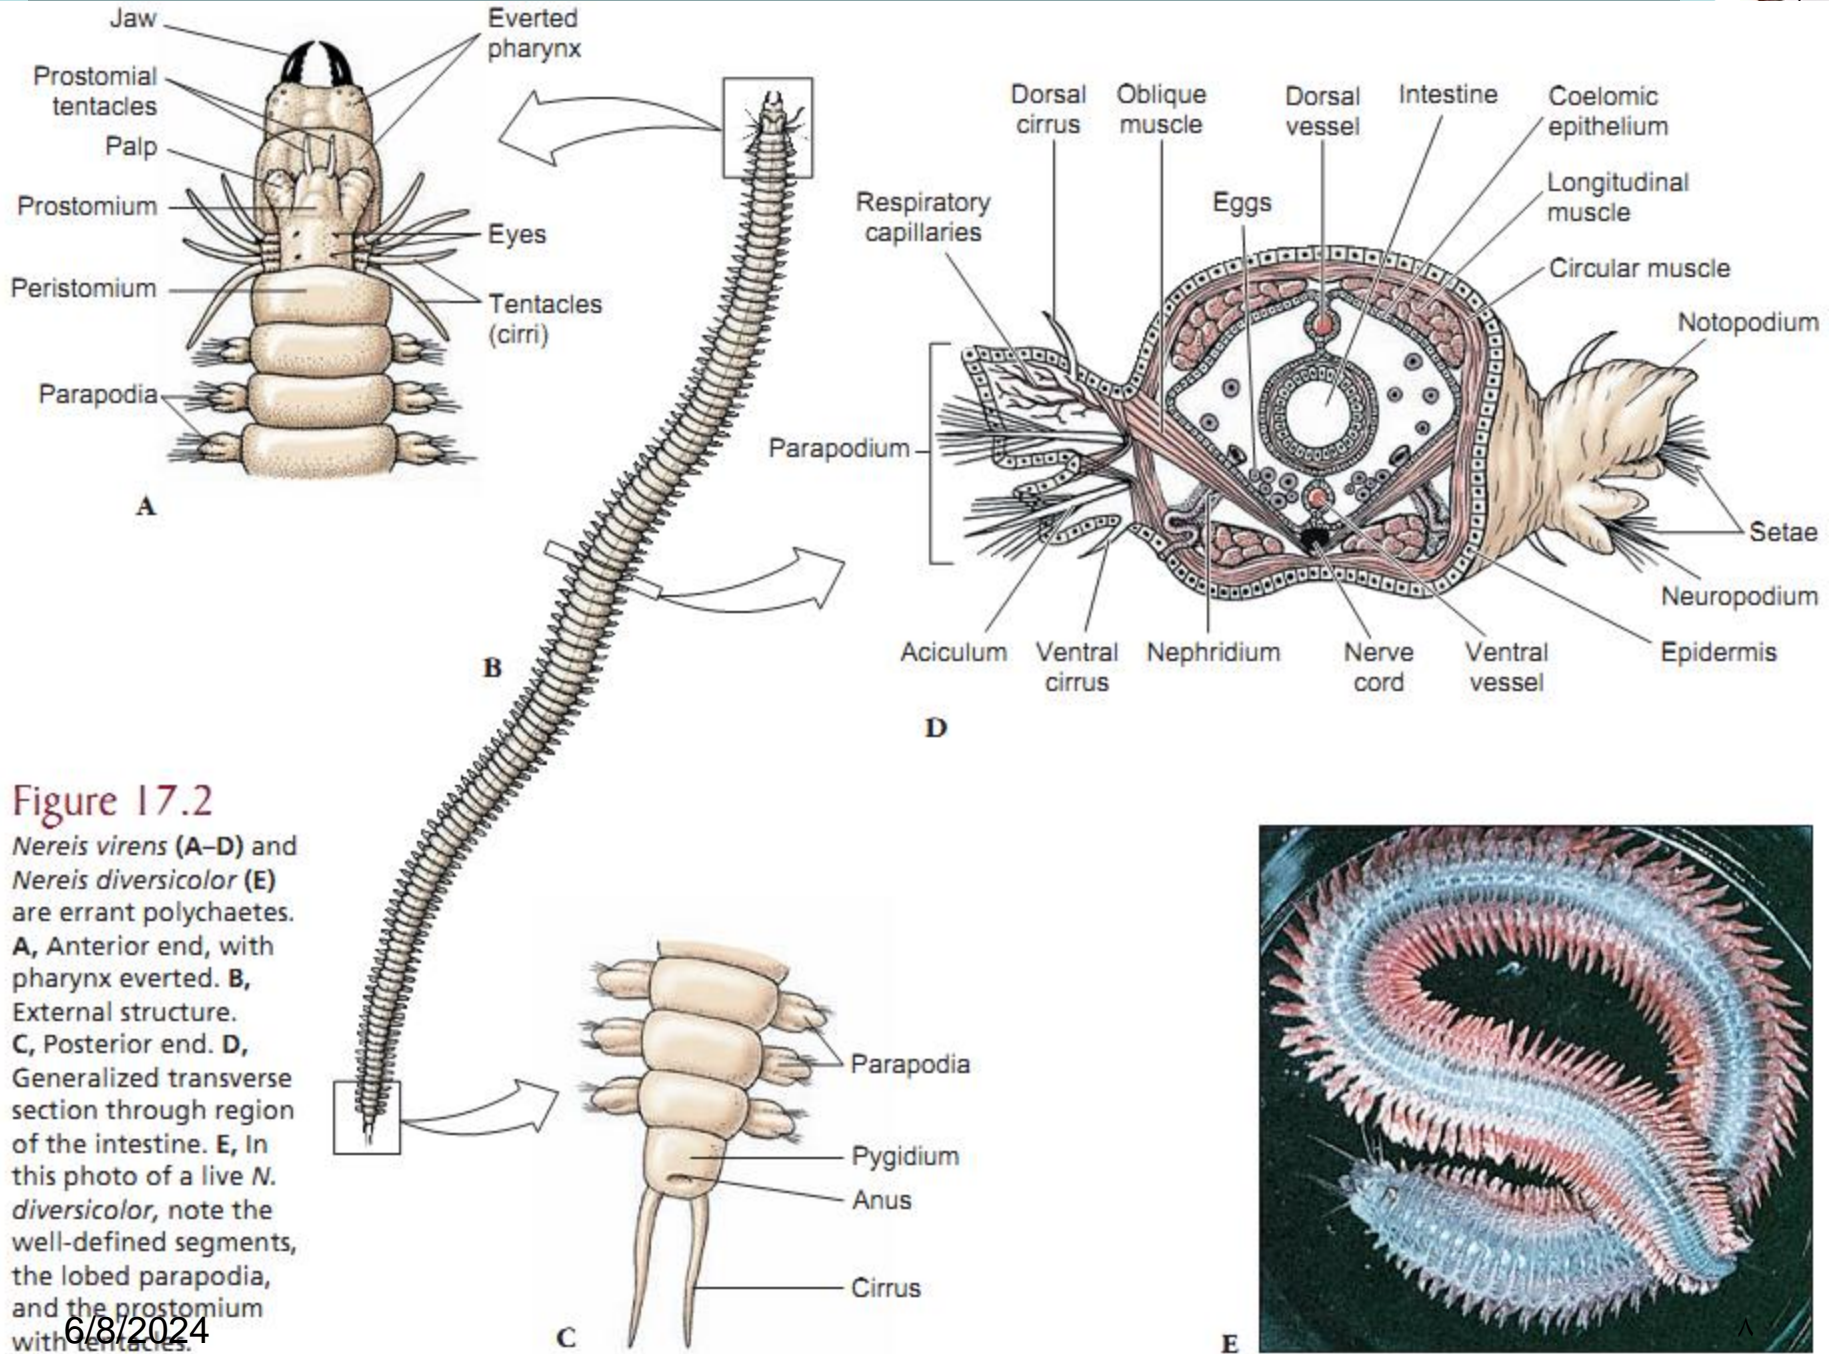 Jaw
Prostomial
tentacles
Palp
Prostomium
Peristomium
Parapodia
Everted
pharynx
Eyes
Tentacles
(cirri)
A
B
Dorsal
cirrus
Oblique
muscle
Dorsal
vessel
Intestine
Coelomic
epithelium
Respiratory
capillaries
Eggs
Longitudinal
muscle
Circular muscle
Notopodium
Parapodium
Setae
Neuropodium
Aciculum
Ventral
cirrus
Nephridium
Nerve
cord
Ventral
vessel
Epidermis
D
Figure 17.2
Nereis virens (A–D) and
Nereis diversicolor (E)
are errant polychaetes.
A, Anterior end, with
pharynx everted. B,
External structure.
C, Posterior end. D,
Generalized transverse
section through region
of the intestine. E, In
this photo of a live N.
diversicolor, note the
well-defined segments,
the lobed parapodia,
and the prostomium
with tentacles.
6/8/2024
Parapodia
Pygidium
Anus
Cirrus
C
E
٨